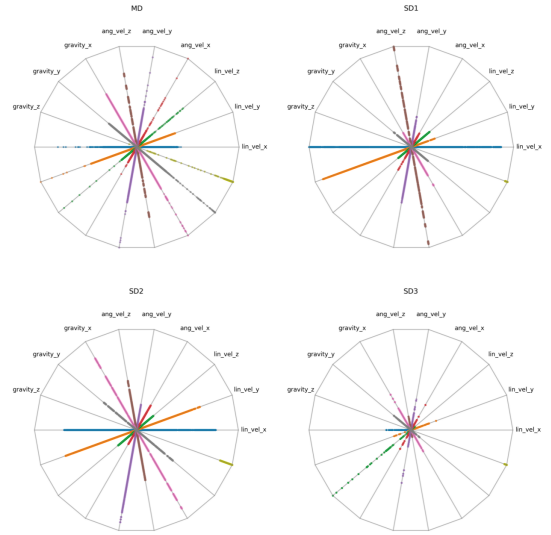 MD
ang_vel_z
ang_vel_y
gravity_x
ang_vel_x
gravity_y
lin_vel_z
gravity_z
lin_vel_y
lin_vel_x
SD1
ang_vel_z
ang_vel_y
gravity_x
ang_vel_x
gravity_y
lin_vel_z
gravity_z
lin_vel_y
lin_vel_x
SD2
ang_vel_z
ang_vel_y
gravity_x
ang_vel_x
gravity_y
lin_vel_z
gravity_z
lin_vel_y
lin_vel_x
SD3
ang_vel_z
ang_vel_y
gravity_x
ang_vel_x
gravity_y
lin_vel_z
gravity_z
lin_vel_y
lin_vel_x